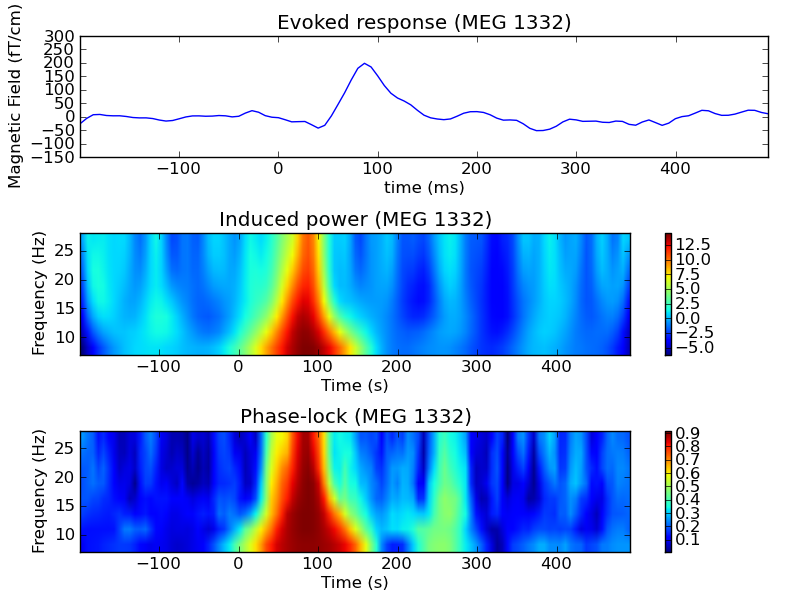 Evoked response (MEG 1332)
Magnetic Field (fT/cm)
300
250
200
150
100
50
0
−50
−100
−150
−100 0 100 200 300 400
time (ms)
Induced power (MEG 1332)
Frequency (Hz)
25
20
15
10
−100 0 100 200 300 400
Time (s)
12.5
10.0
7.5
5.0
2.5
0.0
−2.5
−5.0
Phase-lock (MEG 1332)
Frequency (Hz)
25
20
15
10
−100 0 100 200 300 400
Time (s)
0.9
0.8
0.7
0.6
0.5
0.4
0.3
0.2
0.1